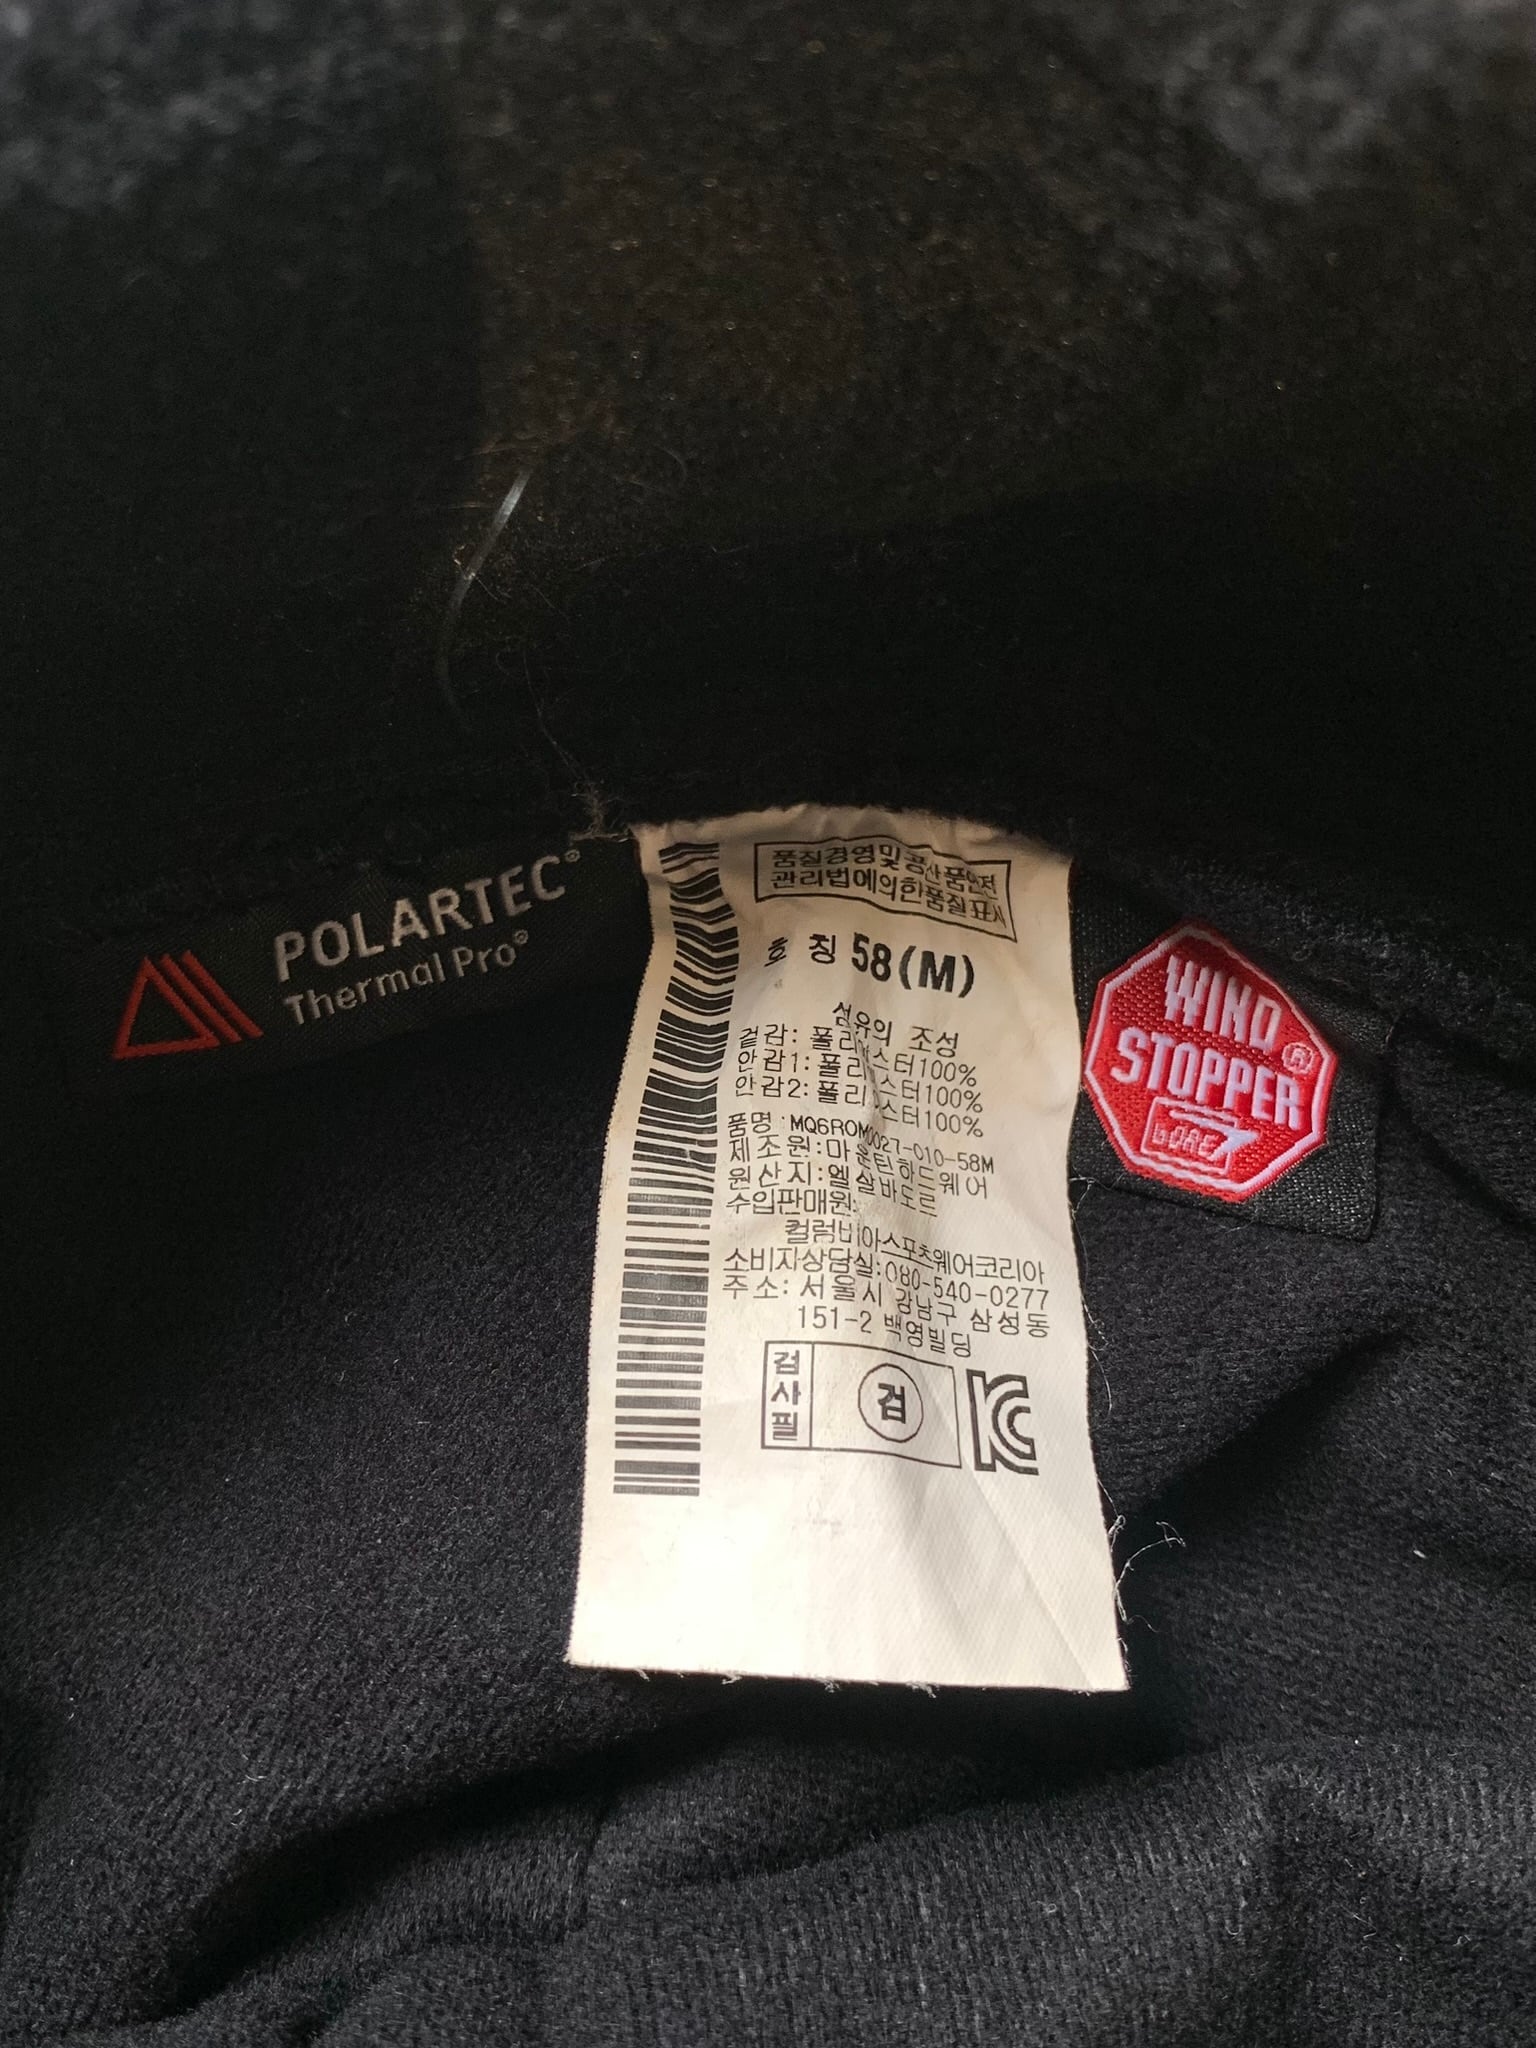 POLARTEC®
Thermal Pro®
품질경영및공산품안전
관리법에의한품질표시
호 칭 58(M)
섬유의 조성
겉감: 폴리에스터100%
안감1: 폴리에스터100%
안감2: 폴리에스터100%
품명: MQ6ROM0027-010-58M
제조원:마운틴하드웨어
원산지:엘살바도르
수입판매원:
컬럼비아스포츠웨어코리아
소비자상담실:080-540-0277
주소: 서울시 강남구 삼성동
151-2 백영빌딩
검사필
검
KC
WIND
STOPPER®
GORE